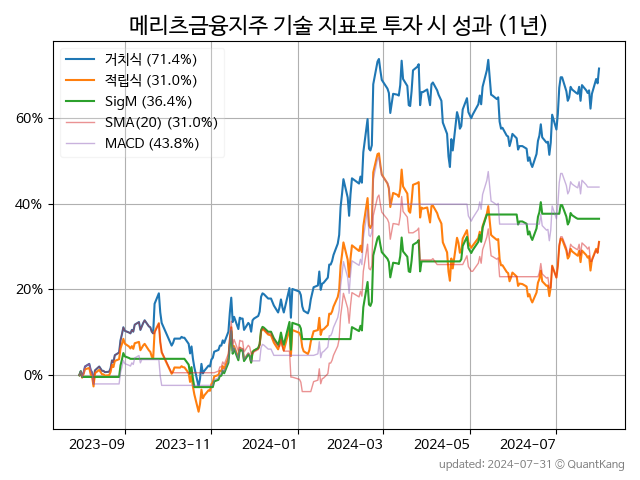 메리츠금융지주 기술 지표로 투자 시 성과 (1년)
거치식 (71.4%)
적립식 (31.0%)
SigM (36.4%)
SMA(20) (31.0%)
MACD (43.8%)
60%
40%
20%
0%
2023-09 2023-11 2024-01 2024-03 2024-05 2024-07
updated: 2024-07-31 © QuantKang